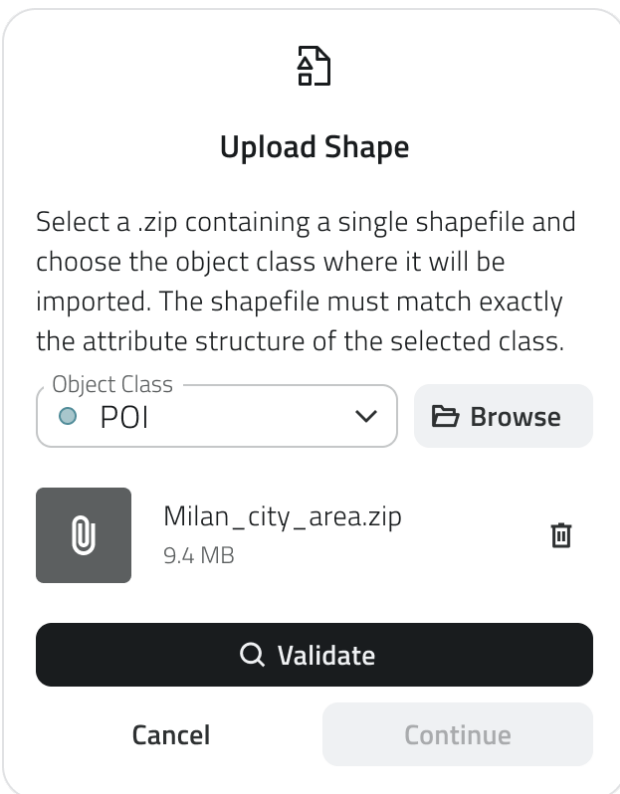 Upload Shape
Select a .zip containing a single shapefile and
choose the object class where it will be
imported. The shapefile must match exactly
the attribute structure of the selected class.
Object Class
POI
Browse
Milan_city_area.zip
9.4 MB
Validate
Cancel
Continue